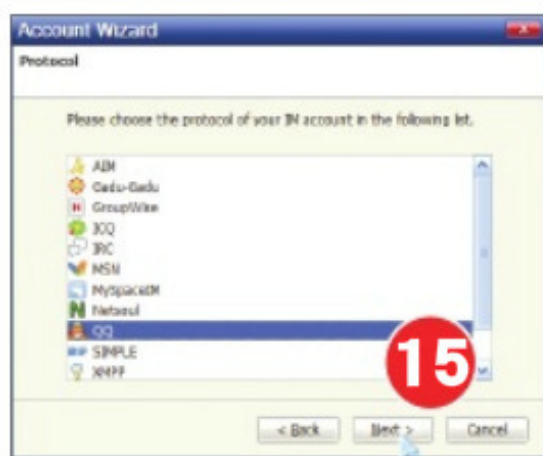 Account Wizard
Protocol
Please choose the protocol of your IM account in the following list.
AIM
Gadu-Gadu
GroupWise
ICQ
IRC
MSN
MySpaceIM
Netsoul
QQ
SIMPLE
XMPP
15
< Back
Next >
Cancel